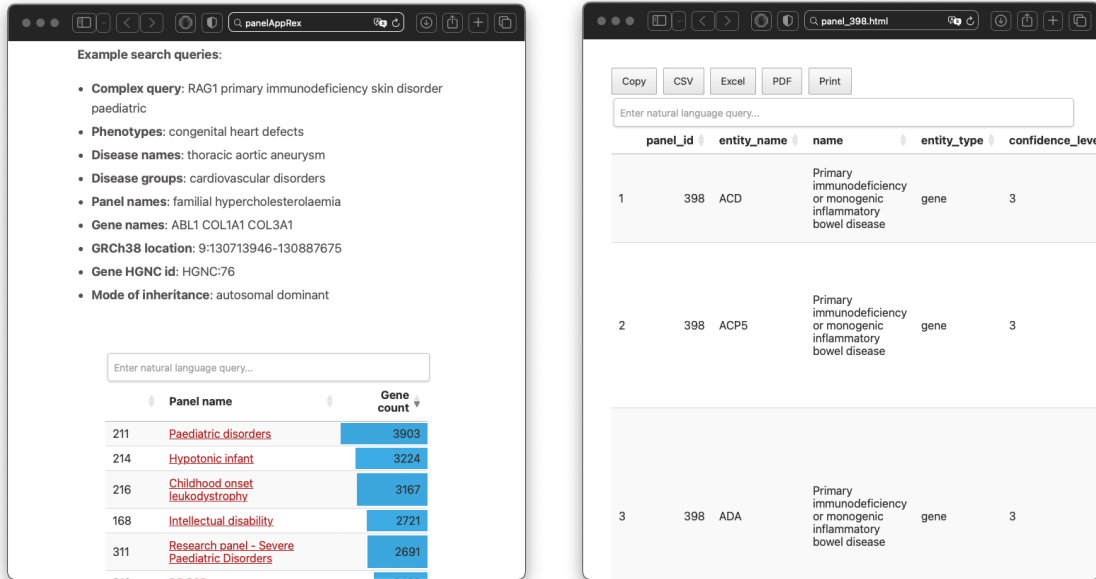 panelAppRex
Example search queries:
• Complex query: RAG1 primary immunodeficiency skin disorder
paediatric
• Phenotypes: congenital heart defects
• Disease names: thoracic aortic aneurysm
• Disease groups: cardiovascular disorders
• Panel names: familial hypercholesterolaemia
• Gene names: ABL1 COL1A1 COL3A1
• GRCh38 location: 9:130713946-130887675
• Gene HGNC id: HGNC:76
• Mode of inheritance: autosomal dominant
Enter natural language query...
Panel name Gene
count
211 Paediatric disorders 3903
214 Hypotonic infant 3224
216 Childhood onset
leukodystrophy 3167
168 Intellectual disability 2721
311 Research panel - Severe
Paediatric Disorders 2691
panel_398.html
Copy CSV Excel PDF Print
Enter natural language query...
panel_id entity_name name entity_type confidence_leve
1 398 ACD Primary
immunodeficiency
or monogenic
inflammatory
bowel disease gene 3
2 398 ACP5 Primary
immunodeficiency
or monogenic
inflammatory
bowel disease gene 3
3 398 ADA Primary
immunodeficiency
or monogenic
inflammatory
bowel disease gene 3